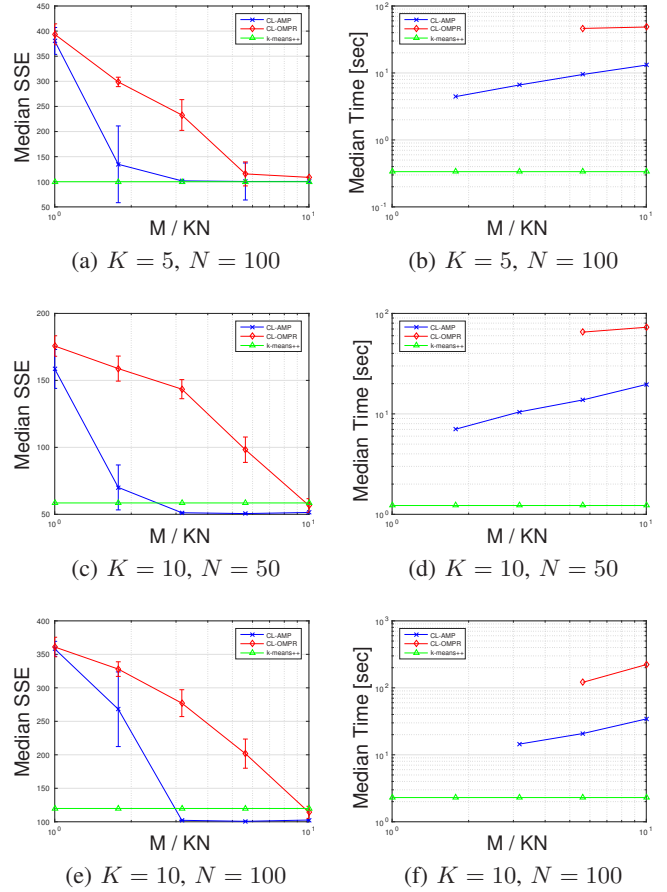 450
400
350
300
250
200
150
100
50
Median SSE
CL-AMP
CL-OMPR
k-means++
10^0
10^1
M / KN
(a) K = 5, N = 100
10^2
10^1
10^0
10^-1
Median Time [sec]
CL-AMP
CL-OMPR
k-means++
10^0
10^1
M / KN
(b) K = 5, N = 100
200
150
100
50
Median SSE
CL-AMP
CL-OMPR
k-means++
10^0
10^1
M / KN
(c) K = 10, N = 50
10^2
10^1
10^0
Median Time [sec]
CL-AMP
CL-OMPR
k-means++
10^0
10^1
M / KN
(d) K = 10, N = 50
400
350
300
250
200
150
100
Median SSE
CL-AMP
CL-OMPR
k-means++
10^0
10^1
M / KN
(e) K = 10, N = 100
10^3
10^2
10^1
10^0
Median Time [sec]
CL-AMP
CL-OMPR
k-means++
10^0
10^1
M / KN
(f) K = 10, N = 100